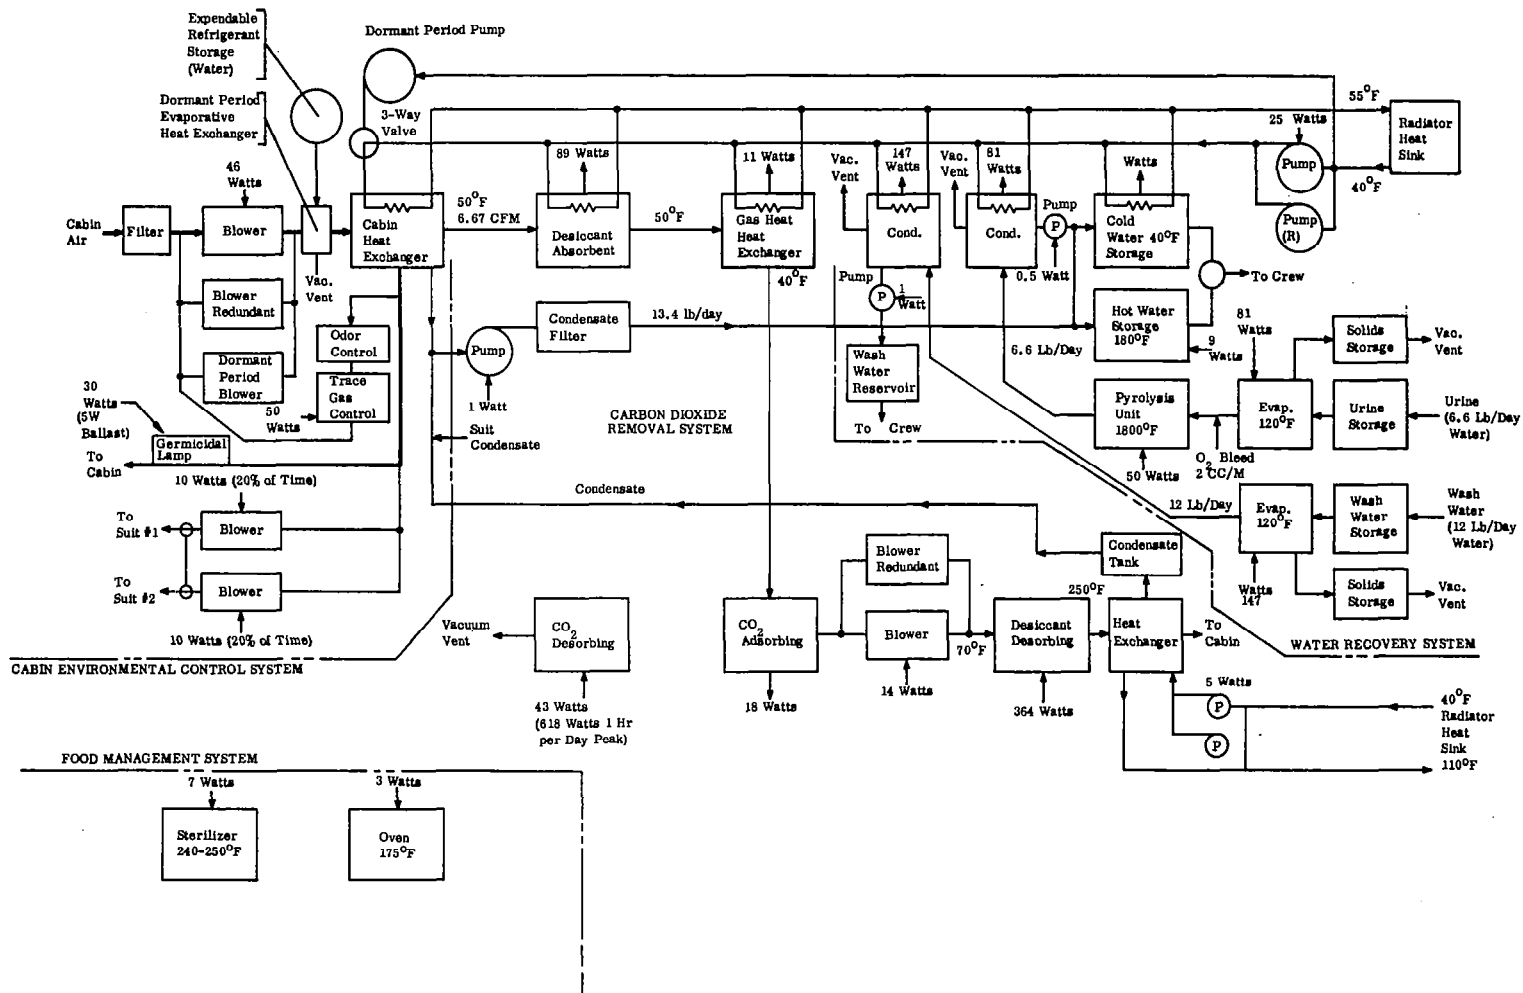 Expendable
Refrigerant
Storage
(Water)
Dormant Period Pump
Dormant Period
Evaporative
Heat Exchanger
3-Way
Valve
55°F
25 Watts
Radiator
Heat
Sink
40°F
Pump
Pump
(R)
46
Watts
89 Watts
11 Watts
Vac.
Vent
147
Watts
Vac.
Vent
81
Watts
Watts
Cabin
Air
Filter
Blower
Vac.
Vent
Cabin
Heat
Exchanger
50°F
6.67 CFM
Desiccant
Absorbent
50°F
Gas Heat
Heat
Exchanger
40°F
Cond.
Cond.
Pump
P
0.5 Watt
Cold
Water 40°F
Storage
To Crew
Blower
Redundant
Dormant
Period
Blower
Odor
Control
Trace
Gas
Control
50
Watts
Pump
1 Watt
Condensate
Filter
13.4 lb/day
Pump
P
1
Watt
Wash
Water
Reservoir
To Crew
6.6 Lb/Day
Hot Water
Storage
180°F
9
Watts
81
Watts
Solids
Storage
Vac.
Vent
Pyrolysis
Unit
1800°F
50 Watts
O2 Bleed
2 CC/M
Evap.
120°F
Urine
Storage
Urine
(6.6 Lb/Day
Water)
30
Watts
(5W
Ballast)
Germicidal
Lamp
To
Cabin
CARBON DIOXIDE
REMOVAL SYSTEM
Suit
Condensate
10 Watts (20% of Time)
To
Suit #1
Blower
To
Suit #2
Blower
10 Watts (20% of Time)
Condensate
12 Lb/Day
Evap.
120°F
Wash
Water
Storage
Wash
Water
(12 Lb/Day
Water)
Watts
147
Solids
Storage
Vac.
Vent
Condensate
Tank
Blower
Redundant
250°F
Vacuum
Vent
CO2
Desorbing
43 Watts
(618 Watts 1 Hr
per Day Peak)
CO2
Adsorbing
18 Watts
Blower
14 Watts
70°F
Desiccant
Desorbing
364 Watts
Heat
Exchanger
To
Cabin
WATER RECOVERY SYSTEM
CABIN ENVIRONMENTAL CONTROL SYSTEM
5 Watts
P
P
40°F
Radiator
Heat
Sink
110°F
FOOD MANAGEMENT SYSTEM
7 Watts
Sterilizer
240-250°F
3 Watts
Oven
175°F